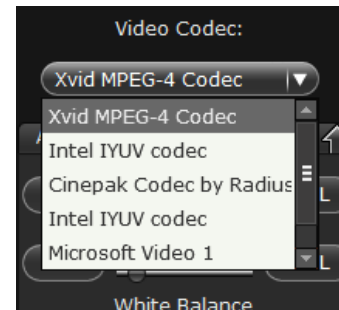 Video Codec:
Xvid MPEG-4 Codec
Xvid MPEG-4 Codec
Intel IYUV codec
Cinepak Codec by Radius
Intel IYUV codec
Microsoft Video 1
White Balance